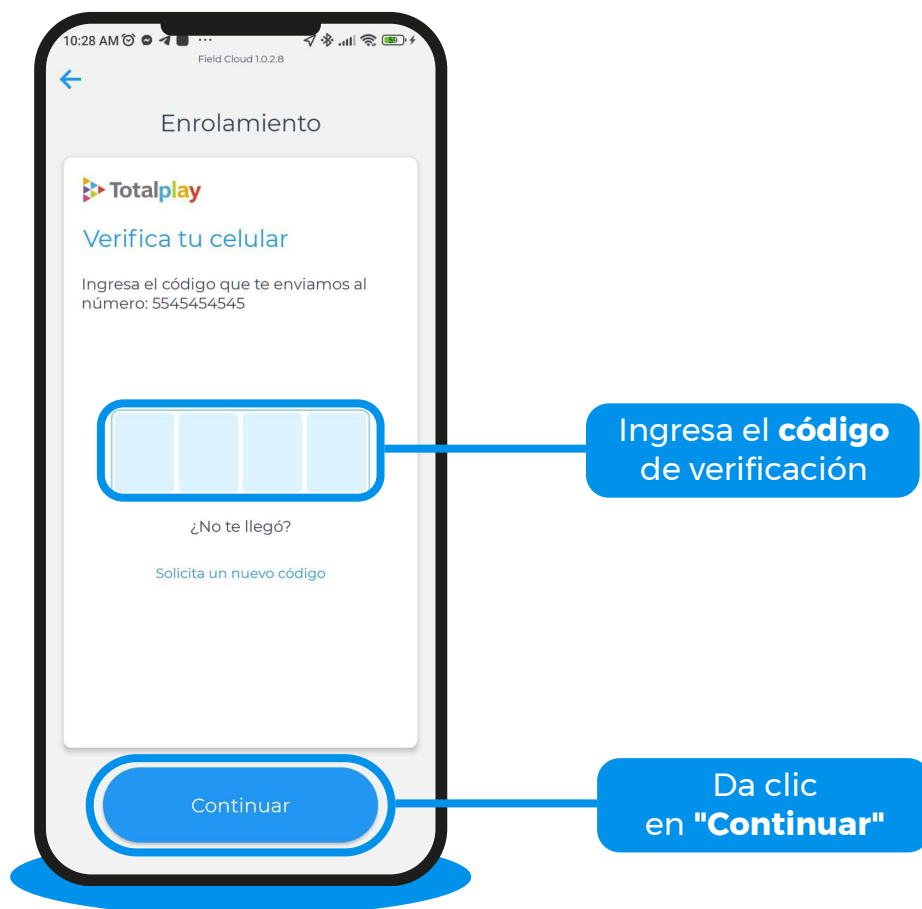 10:28 AM
59
Field Cloud 1.0.2.8
Enrolamiento
Totalplay
Verifica tu celular
Ingresa el código que te enviamos al
número: 5545454545
Ingresa el código
de verificación
¿No te llegó?
Solicita un nuevo código
Continuar
Da clic
en "Continuar"